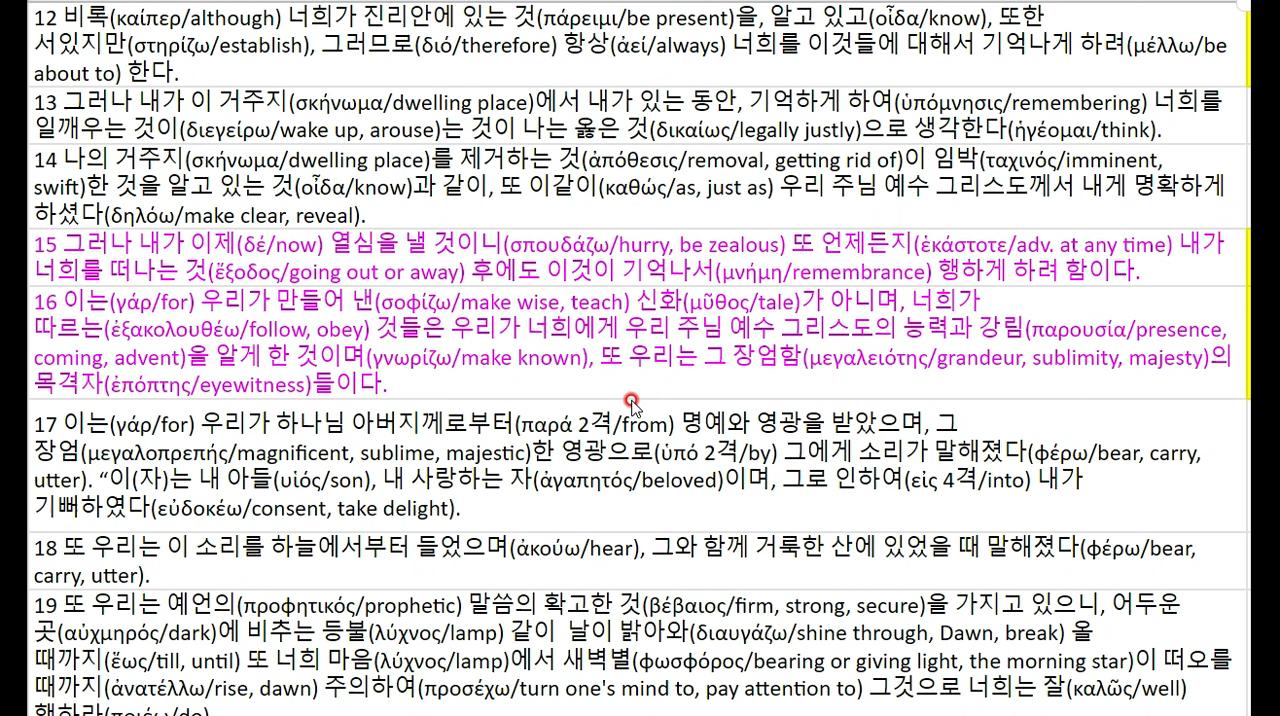 12 비록(καίπερ/although) 너희가 진리안에 있는 것(πάρειμι/be present)을, 알고 있고(οἶδα/know), 또한
서있지만(στηρίζω/establish), 그러므로(διό/therefore) 항상(ἀεί/always) 너희를 이것들에 대해서 기억나게 하려(μέλλω/be
about to) 한다.
13 그러나 내가 이 거주지(σκήνωμα/dwelling place)에서 내가 있는 동안, 기억하게 하여(ὑπόμνησις/remembering) 너희를
일깨우는 것이(διεγείρω/wake up, arouse)는 것이 나는 옳은 것(δικαίως/legally justly)으로 생각한다(ἡγέομαι/think).
14 나의 거주지(σκήνωμα/dwelling place)를 제거하는 것(ἀπόθεσις/removal, getting rid of)이 임박(ταχινός/imminent,
swift)한 것을 알고 있는 것(οἶδα/know)과 같이, 또 이같이(καθώς/as, just as) 우리 주님 예수 그리스도께서 내게 명확하게
하셨다(δηλόω/make clear, reveal).
15 그러나 내가 이제(δέ/now) 열심을 낼 것이니(σπουδάζω/hurry, be zealous) 또 언제든지(ἑκάστοτε/adv. at any time) 내가
너희를 떠나는 것(ἔξοδος/going out or away) 후에도 이것이 기억나서(μνήμη/remembrance) 행하게 하려 함이다.
16 이는(γάρ/for) 우리가 만들어 낸(σοφίζω/make wise, teach) 신화(μῦθος/tale)가 아니며, 너희가
따르는(ἐξακολουθέω/follow, obey) 것들은 우리가 너희에게 우리 주님 예수 그리스도의 능력과 강림(παρουσία/presence,
coming, advent)을 알게 한 것이며(γνωρίζω/make known), 또 우리는 그 장엄함(μεγαλειότης/grandeur, sublimity, majesty)의
목격자(ἐπόπτης/eyewitness)들이다.
17 이는(γάρ/for) 우리가 하나님 아버지께로부터(παρά 2격/from) 명예와 영광을 받았으며, 그
장엄(μεγαλοπρεπής/magnificent, sublime, majestic)한 영광으로(ὑπό 2격/by) 그에게 소리가 말해졌다(φέρω/bear, carry,
utter). “이(자)는 내 아들(υἱός/son), 내 사랑하는 자(ἀγαπητός/beloved)이며, 그로 인하여(εἰς 4격/into) 내가
기뻐하였다(εὐδοκέω/consent, take delight).
18 또 우리는 이 소리를 하늘에서부터 들었으며(ἀκούω/hear), 그와 함께 거룩한 산에 있었을 때 말해졌다(φέρω/bear,
carry, utter).
19 또 우리는 예언의(προφητικός/prophetic) 말씀의 확고한 것(βέβαιος/firm, strong, secure)을 가지고 있으니, 어두운
곳(αὐχμηρός/dark)에 비추는 등불(λύχνος/lamp) 같이 날이 밝아와(διαυγάζω/shine through, Dawn, break) 올
때까지(ἕως/till, until) 또 너희 마음(λύχνος/lamp)에서 새벽별(φωσφόρος/bearing or giving light, the morning star)이 떠오를
때까지(ἀνατέλλω/rise, dawn) 주의하여(προσέχω/turn one's mind to, pay attention to) 그것으로 너희는 잘(καλῶς/well)
행하라(ποιέω/do)